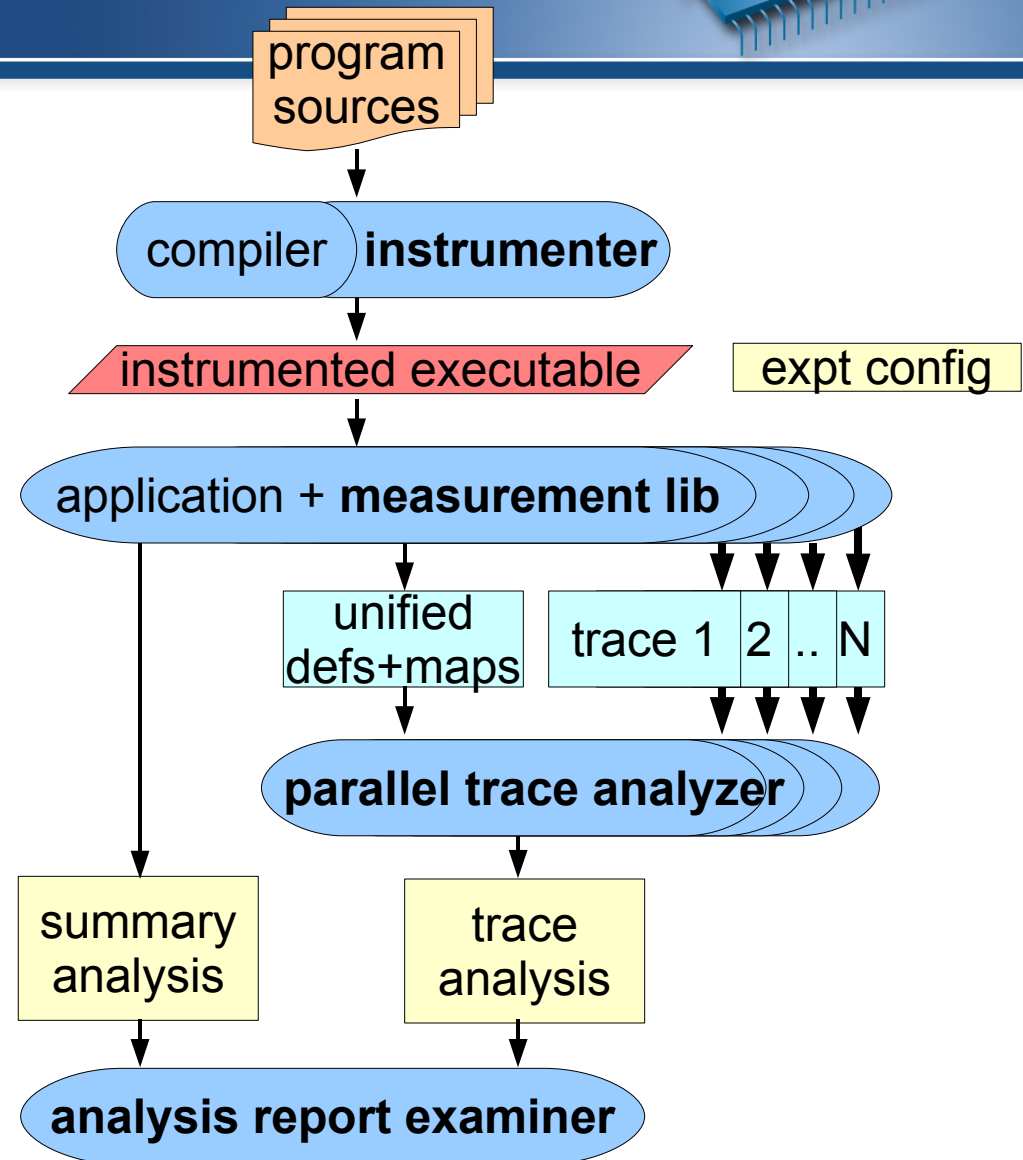 program
sources
compiler instrumenter
instrumented executable
expt config
application + measurement lib
unified
defs+maps
trace 1 2 .. N
parallel trace analyzer
summary
analysis
trace
analysis
analysis report examiner